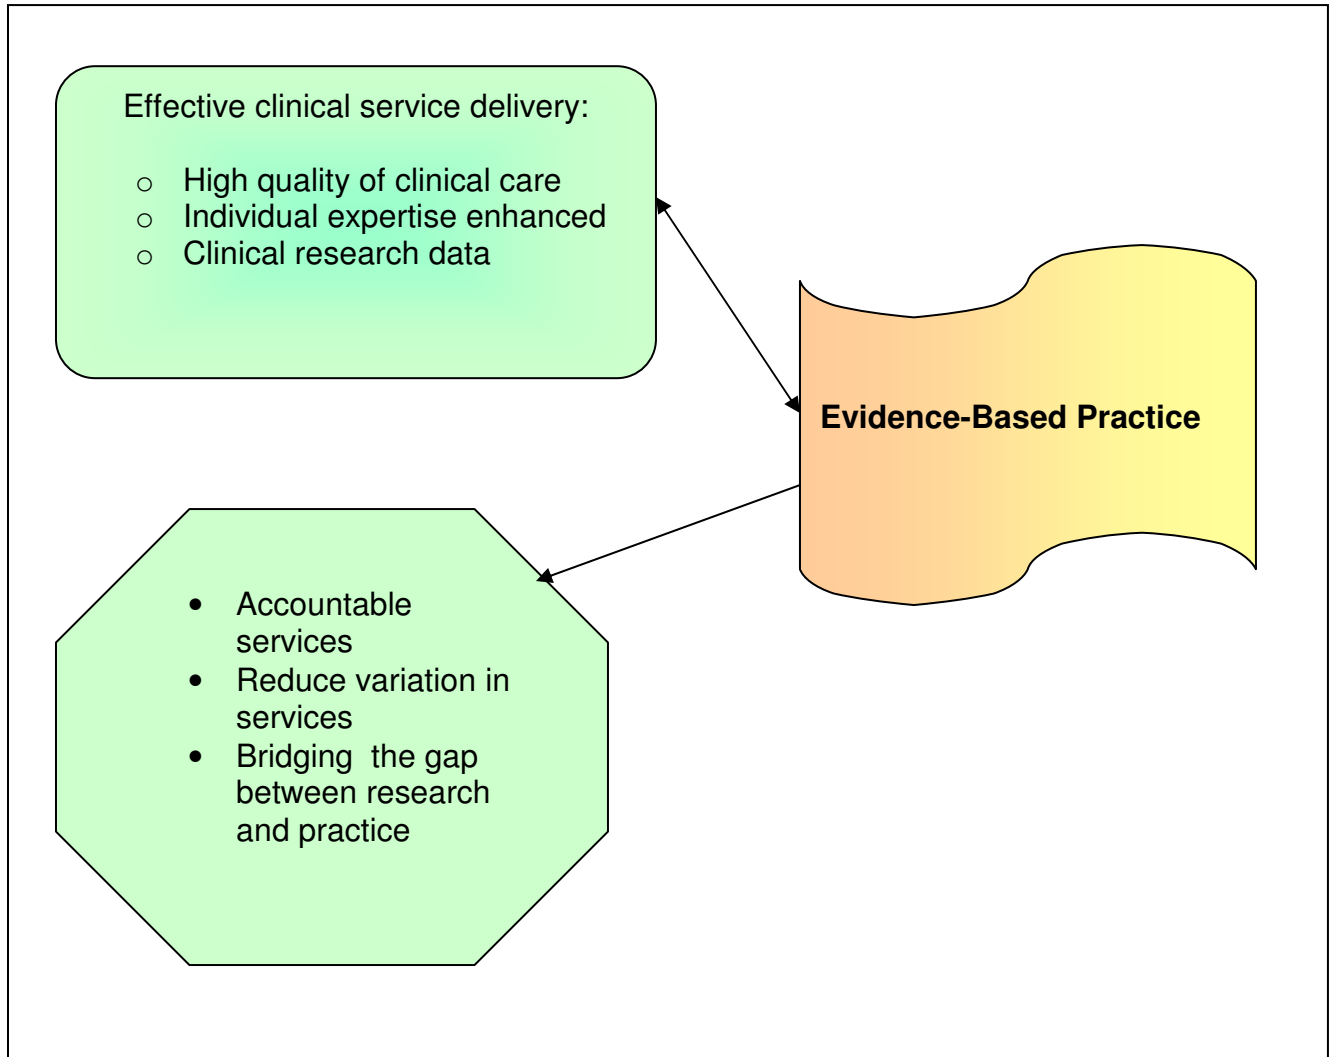 Effective clinical service delivery:
o High quality of clinical care
o Individual expertise enhanced
o Clinical research data
Evidence-Based Practice
• Accountable
services
• Reduce variation in
services
• Bridging  the gap
between research
and practice